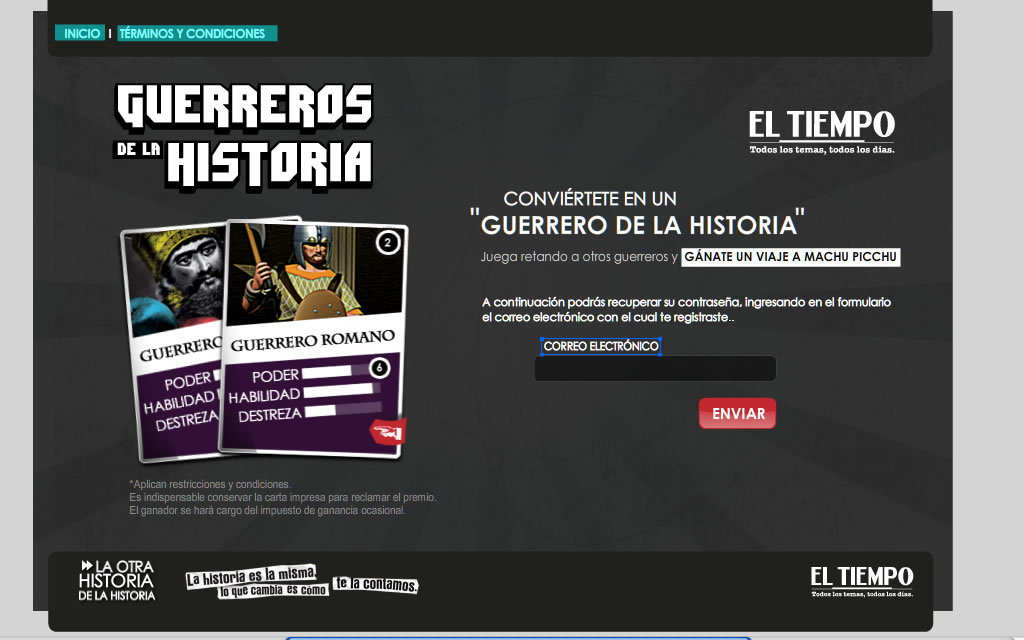 INICIO I TÉRMINOS Y CONDICIONES
GUERREROS
DE LA HISTORIA
EL TIEMPO
Todos los temas, todos los días.
CONVIÉRTETE EN UN
"GUERRERO DE LA HISTORIA"
Juega retando a otros guerreros y GÁNATE UN VIAJE A MACHU PICCHU
A continuación podrás recuperar su contraseña, ingresando en el formulario
el correo electrónico con el cual te registraste..
CORREO ELECTRÓNICO
ENVIAR
GUERRERO
PODER
HABILIDAD
DESTREZA
2
GUERRERO ROMANO
6
PODER
HABILIDAD
DESTREZA
*Aplican restricciones y condiciones.
Es indispensable conservar la carta impresa para reclamar el premio.
El ganador se hará cargo del impuesto de ganancia ocasional.
LA OTRA
HISTORIA
DE LA HISTORIA
La historia es la misma,
lo que cambia es cómo te la contamos.
EL TIEMPO
Todos los temas, todos los días.